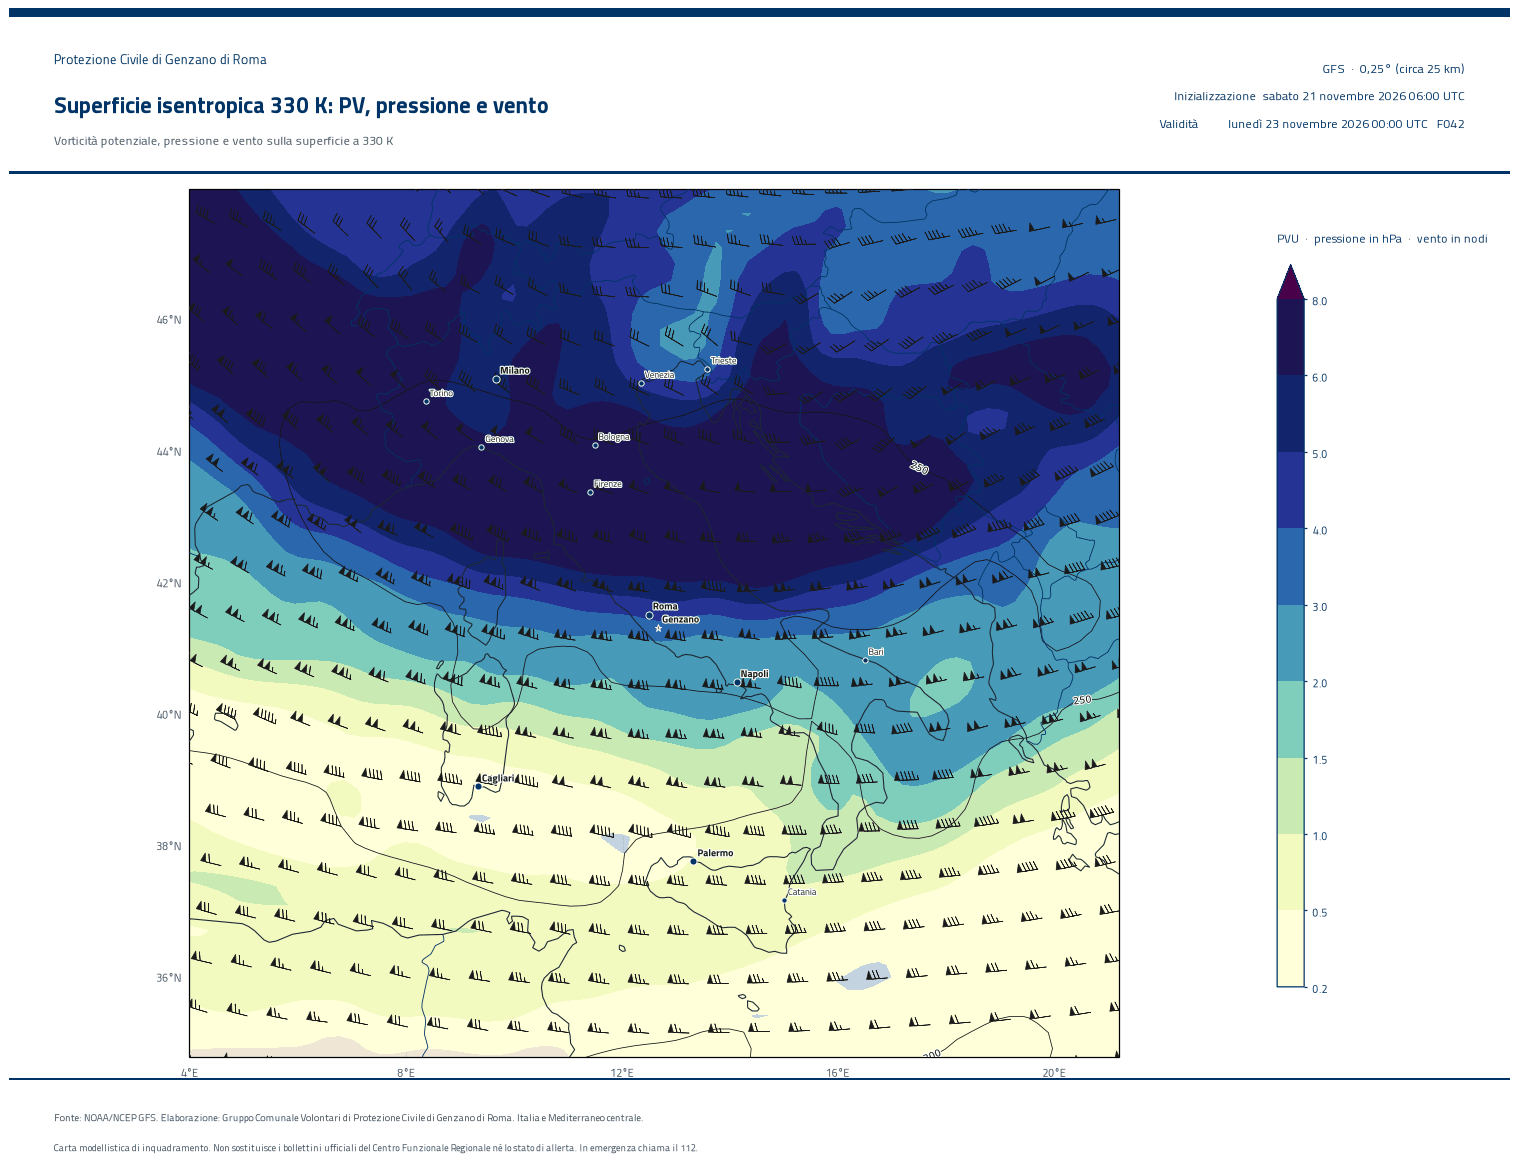 Protezione Civile di Genzano di Roma
Superficie isentropica 330 K: PV, pressione e vento
Vorticità potenziale, pressione e vento sulla superficie a 330 K
GFS · 0,25° (circa 25 km)
Inizializzazione sabato 21 novembre 2026 06:00 UTC
Validità lunedì 23 novembre 2026 00:00 UTC F042
PVU · pressione in hPa · vento in nodi
8.0
6.0
5.0
4.0
3.0
2.0
1.5
1.0
0.5
0.2
46°N
44°N
42°N
40°N
38°N
36°N
Trieste
Milano
Venezia
Torino
Bologna
Genova
250
Firenze
Roma
Genzano
Bari
Napoli
250
Cagliari
Palermo
Catania
200
4°E 8°E 12°E 16°E 20°E
Fonte: NOAA/NCEP GFS. Elaborazione: Gruppo Comunale Volontari di Protezione Civile di Genzano di Roma. Italia e Mediterraneo centrale.
Carta modellistica di inquadramento. Non sostituisce i bollettini ufficiali del Centro Funzionale Regionale né lo stato di allerta. In emergenza chiama il 112.